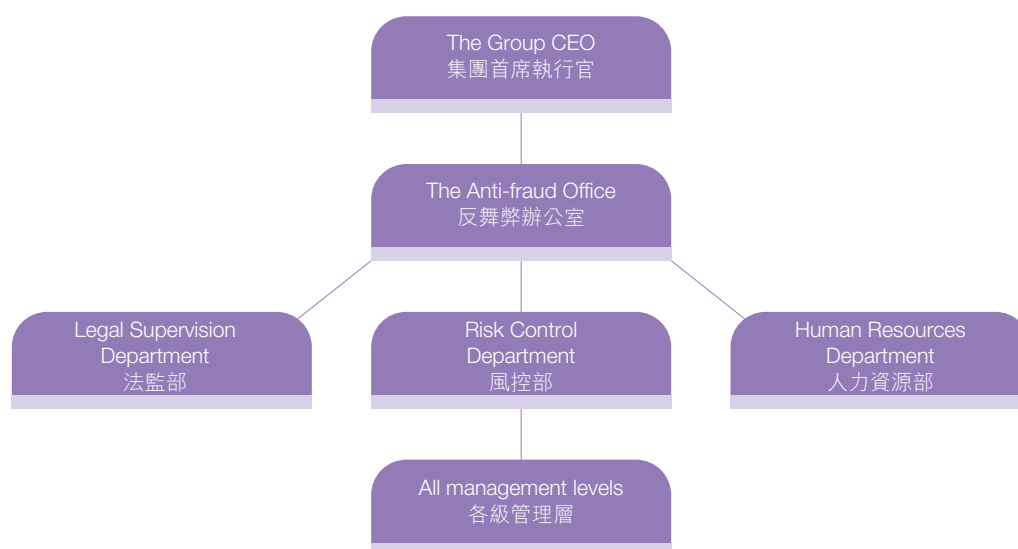 The Group CEO
集團首席執行官
The Anti-fraud Office
反舞弊辦公室
Legal Supervision
Department
法監部
Risk Control
Department
風控部
Human Resources
Department
人力資源部
All management levels
各級管理層